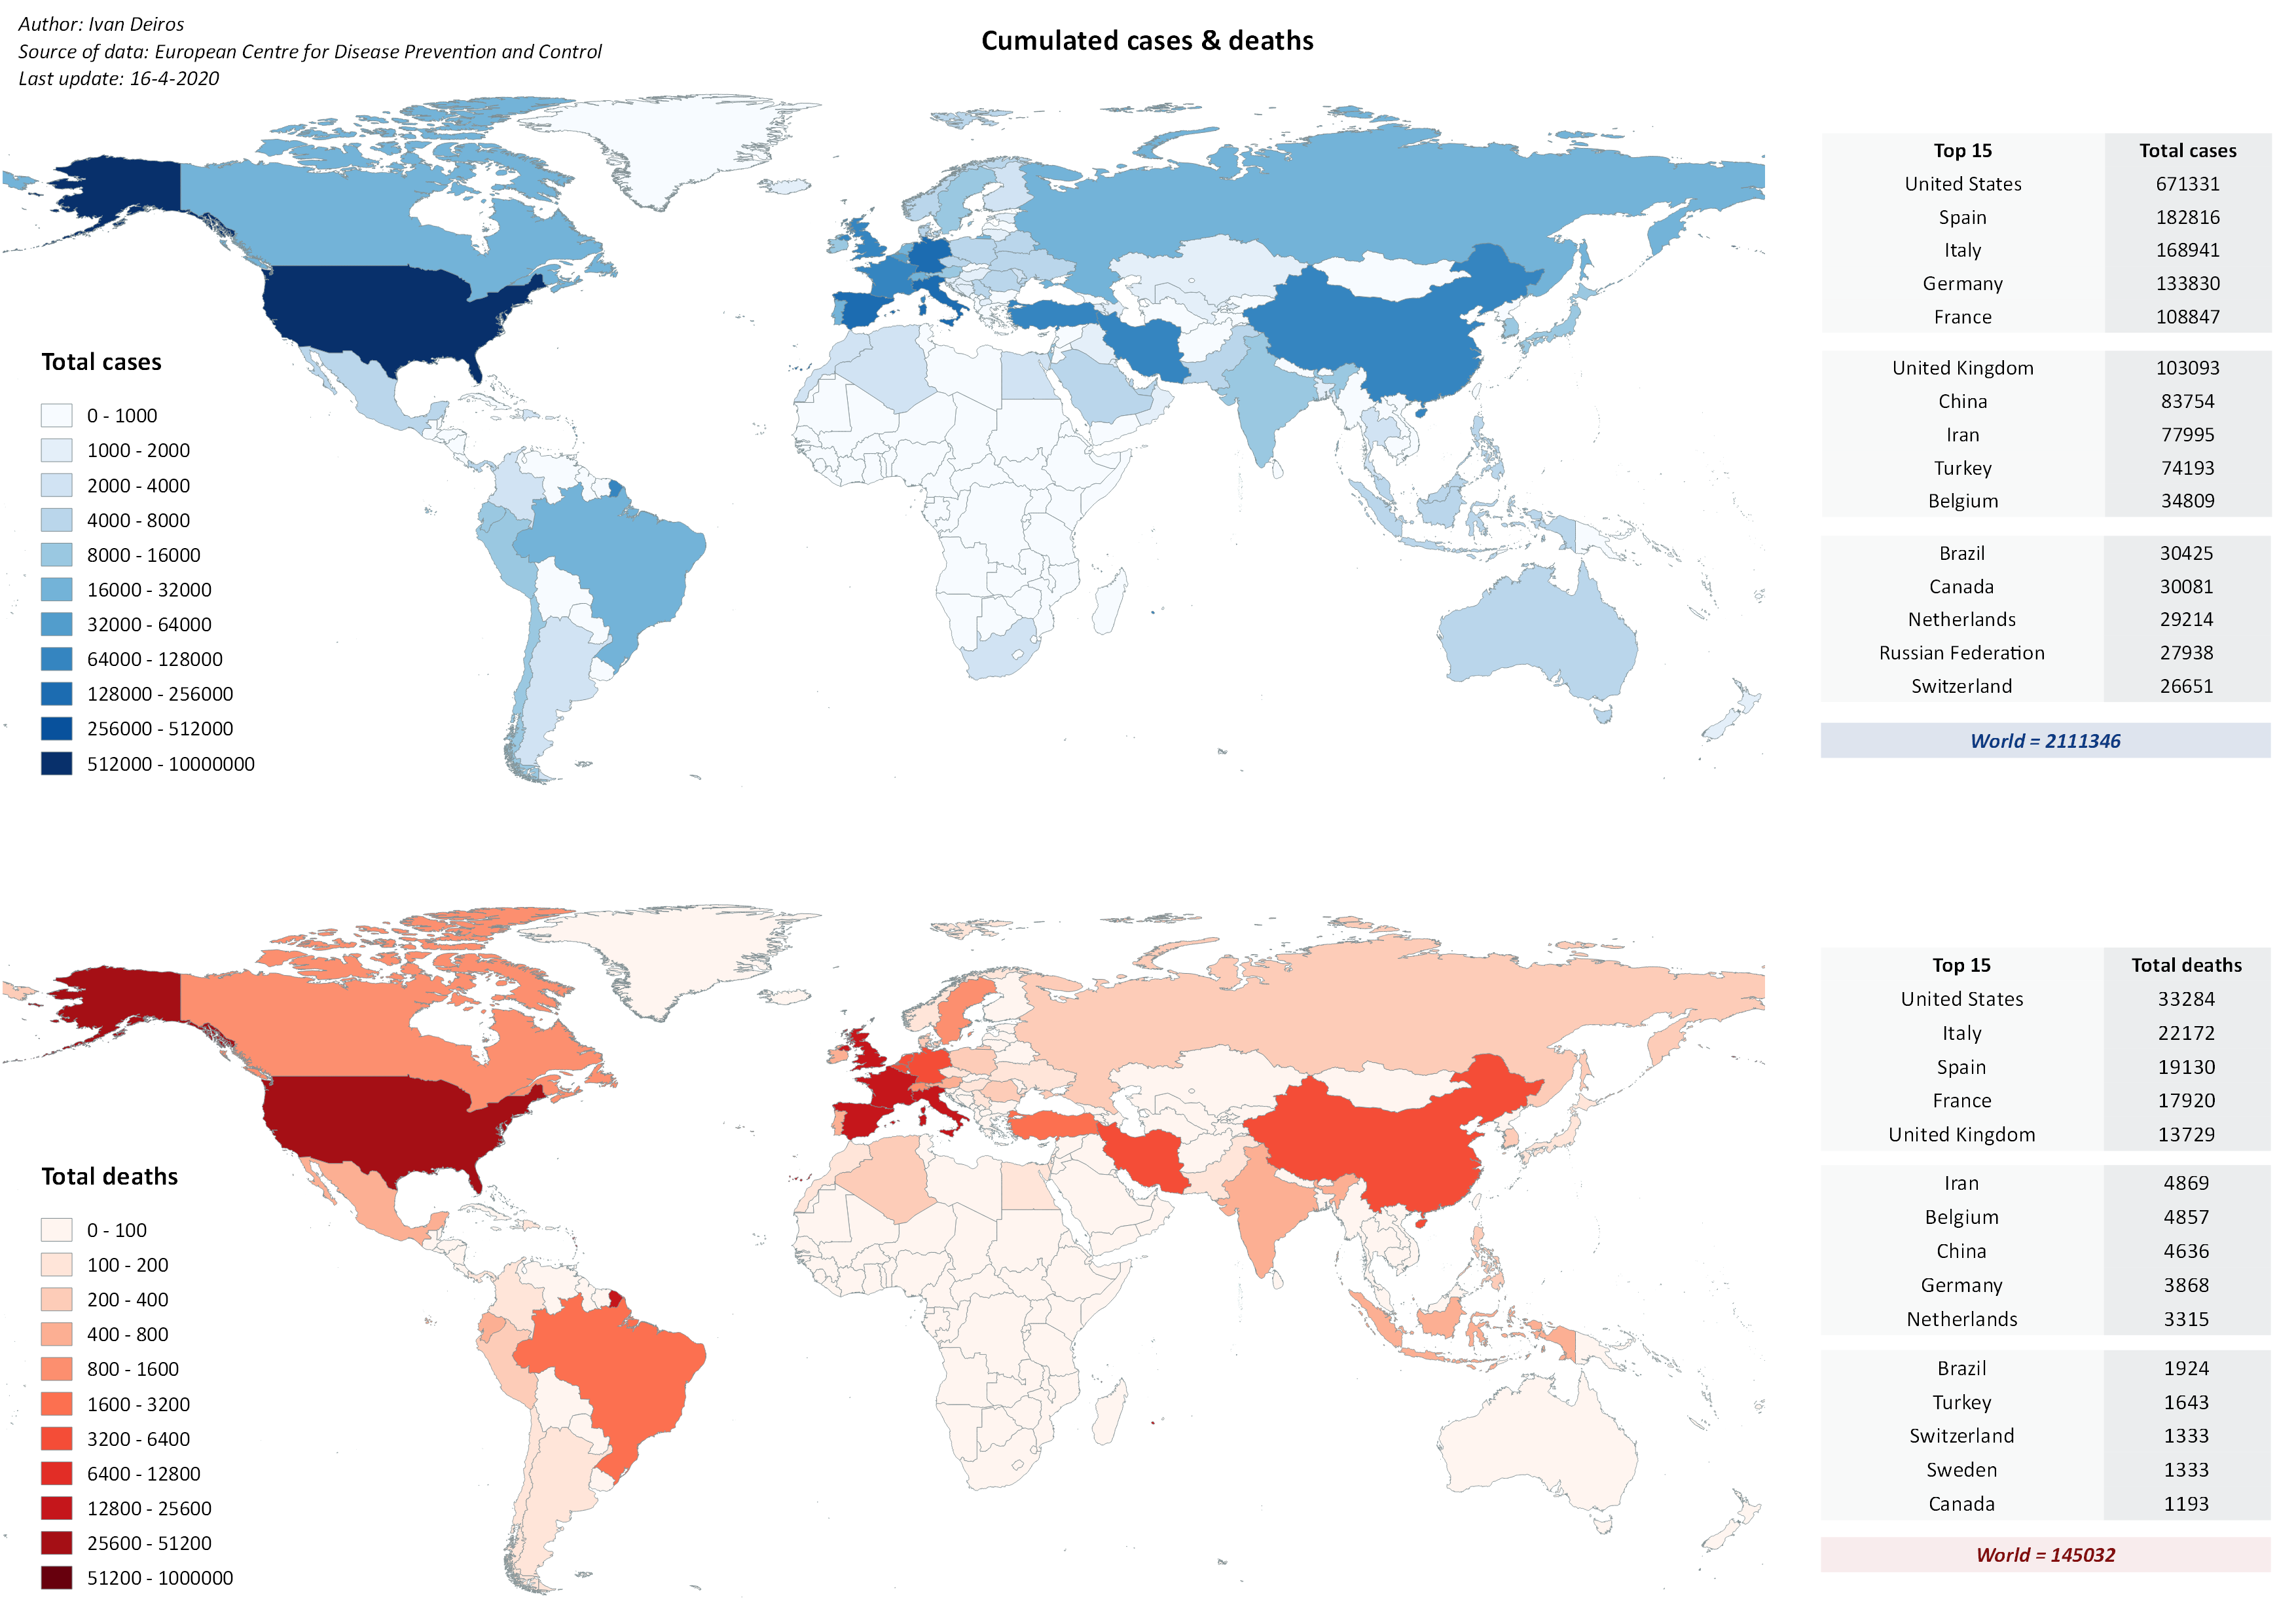 Author: Ivan Deiros
Source of data: European Centre for Disease Prevention and Control
Last update: 16-4-2020
Cumulated cases & deaths
Total cases
0 - 1000
1000 - 2000
2000 - 4000
4000 - 8000
8000 - 16000
16000 - 32000
32000 - 64000
64000 - 128000
128000 - 256000
256000 - 512000
512000 - 10000000
Top 15 Total cases
United States 671331
Spain 182816
Italy 168941
Germany 133830
France 108847
United Kingdom 103093
China 83754
Iran 77995
Turkey 74193
Belgium 34809
Brazil 30425
Canada 30081
Netherlands 29214
Russian Federation 27938
Switzerland 26651
World = 2111346
Total deaths
0 - 100
100 - 200
200 - 400
400 - 800
800 - 1600
1600 - 3200
3200 - 6400
6400 - 12800
12800 - 25600
25600 - 51200
51200 - 1000000
Top 15 Total deaths
United States 33284
Italy 22172
Spain 19130
France 17920
United Kingdom 13729
Iran 4869
Belgium 4857
China 4636
Germany 3868
Netherlands 3315
Brazil 1924
Turkey 1643
Switzerland 1333
Sweden 1333
Canada 1193
World = 145032